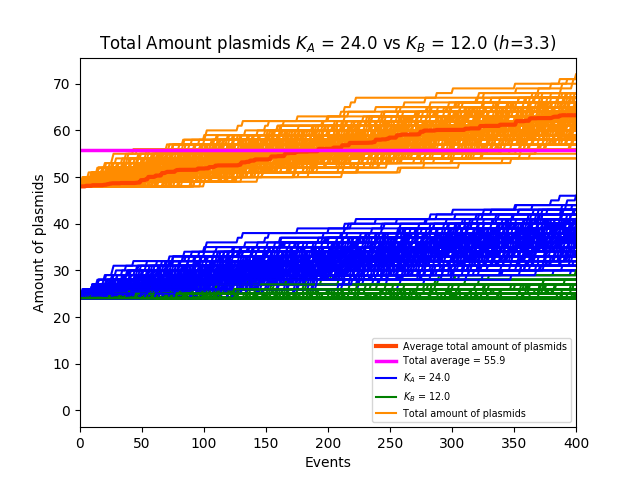 Total Amount plasmids K_A = 24.0 vs K_B = 12.0 (h=3.3)
Amount of plasmids
70
60
50
40
30
20
10
0
Average total amount of plasmids
Total average = 55.9
K_A = 24.0
K_B = 12.0
Total amount of plasmids
0 50 100 150 200 250 300 350 400
Events